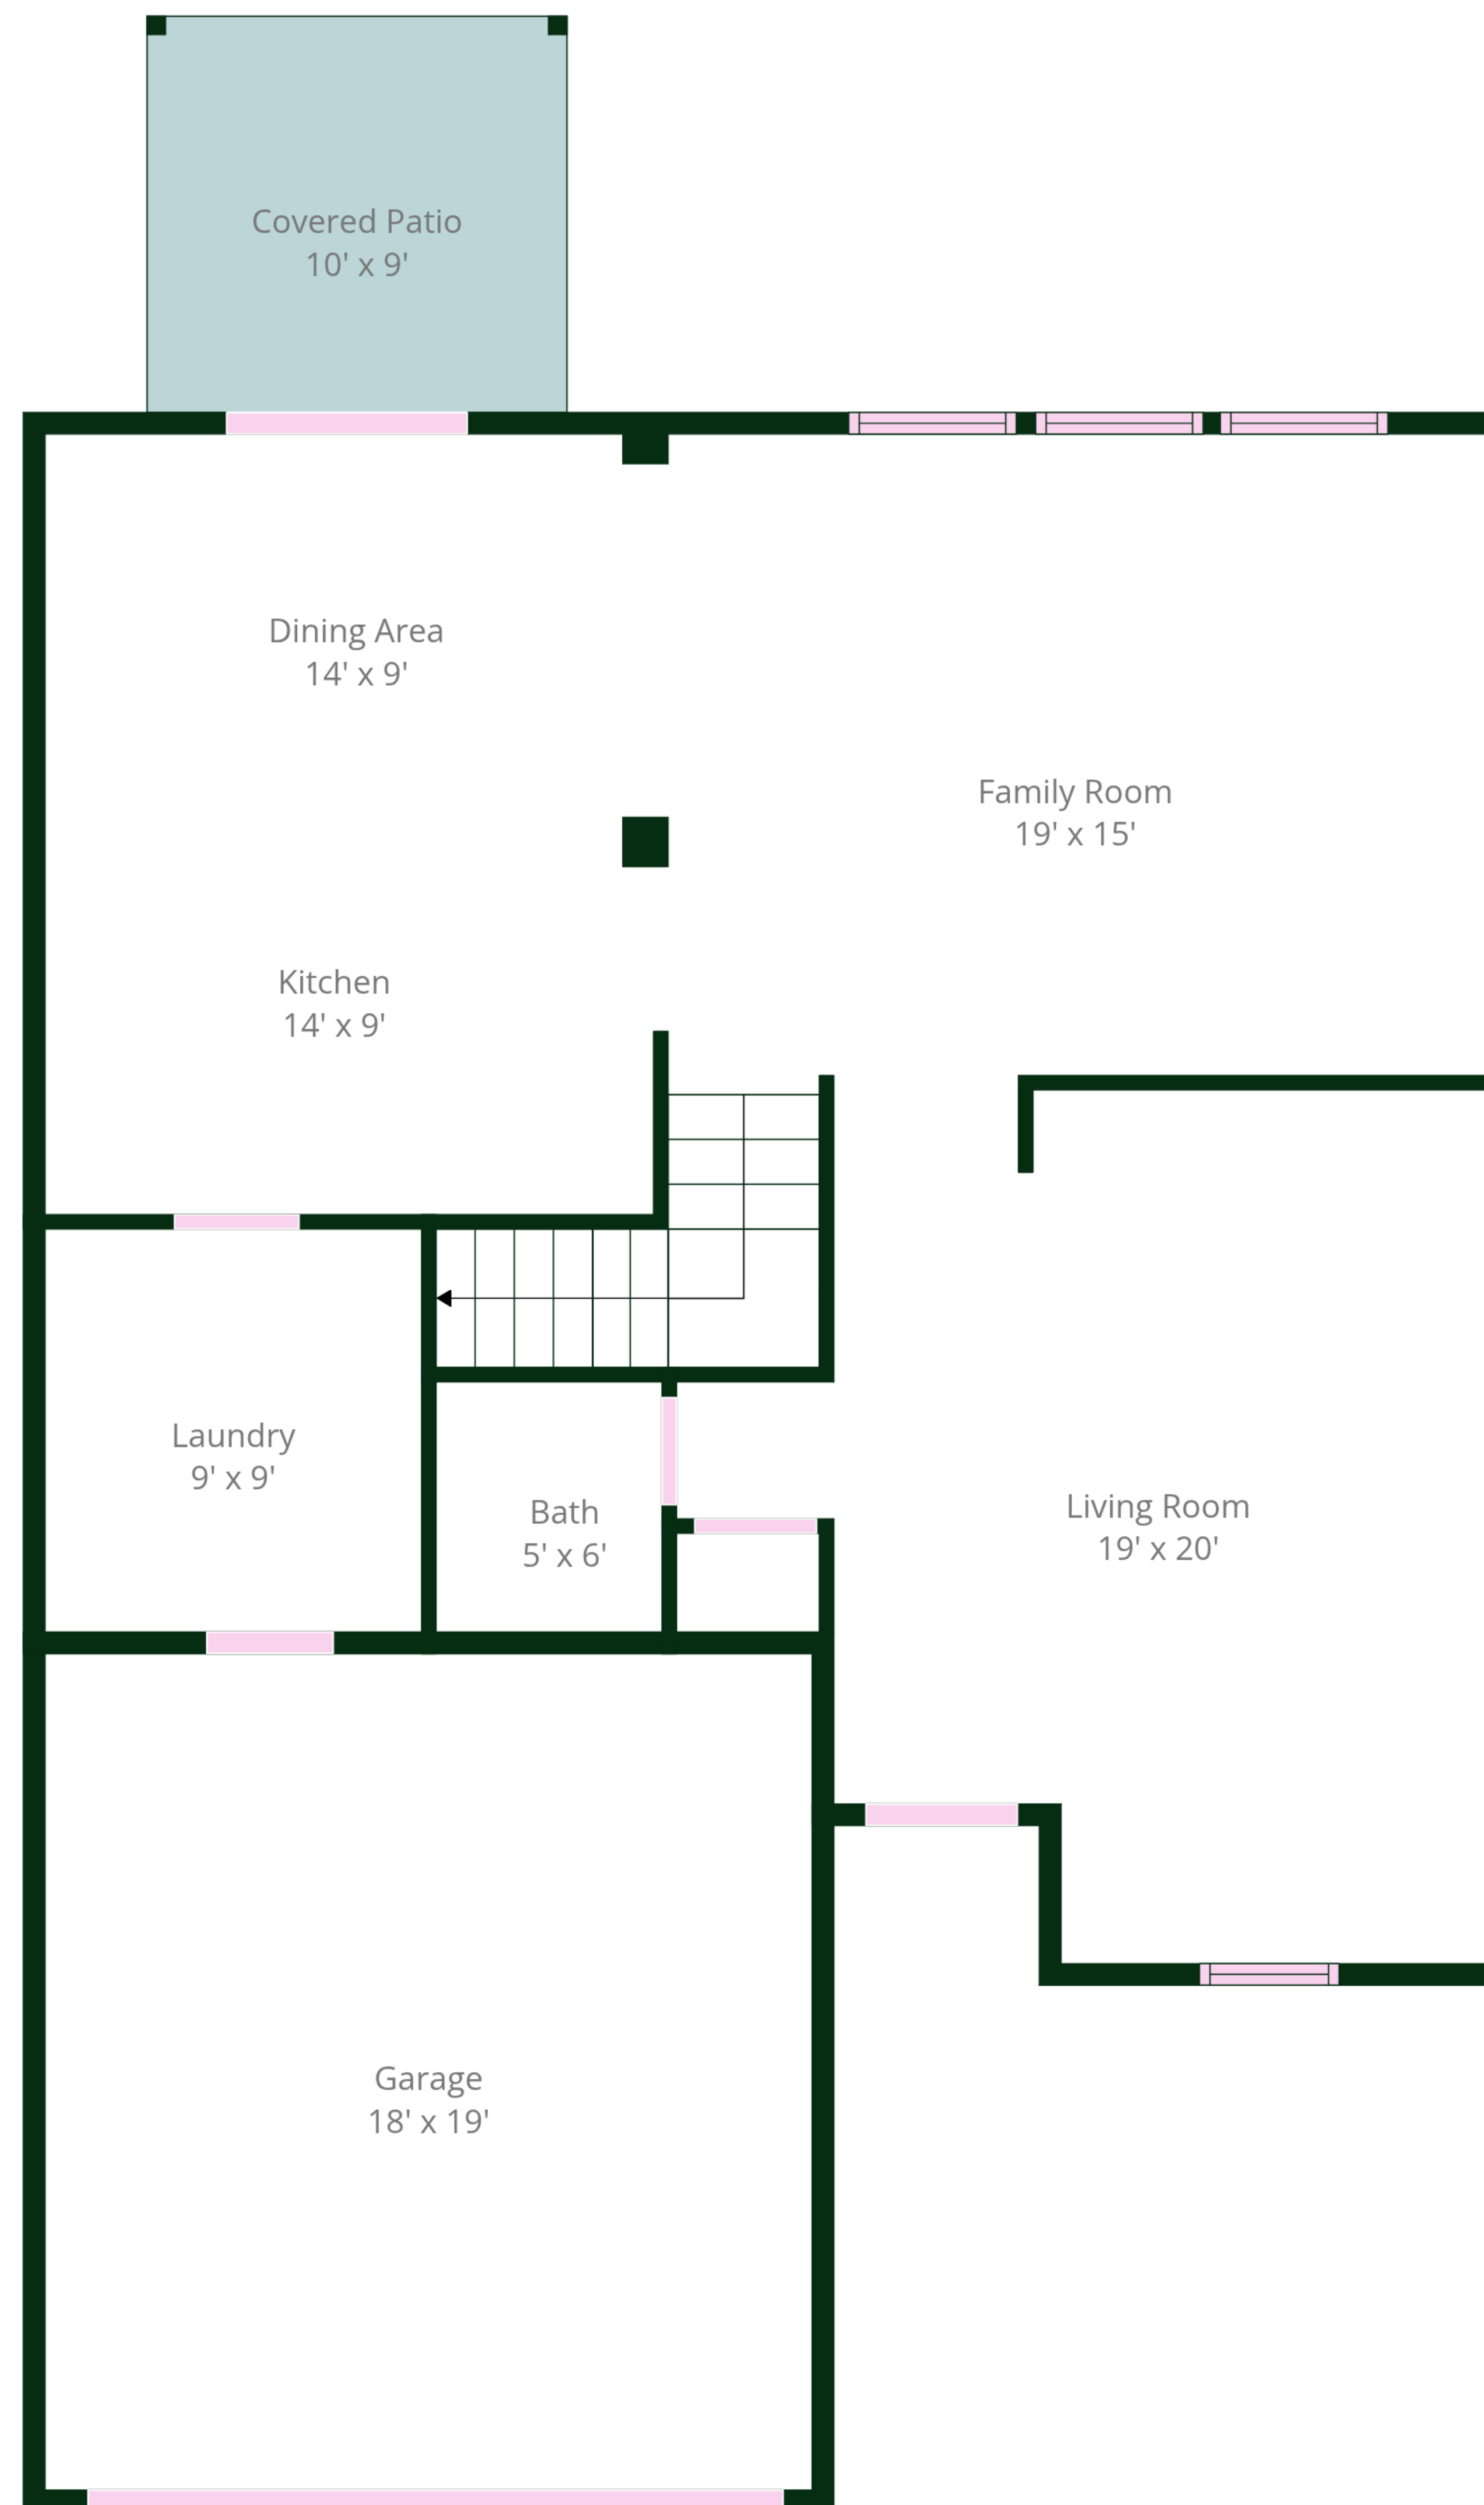 Covered Patio
10' x 9'
Dining Area
14' x 9'
Family Room
19' x 15'
Kitchen
14' x 9'
Laundry
9' x 9'
Bath
5' x 6'
Living Room
19' x 20'
Garage
18' x 19'